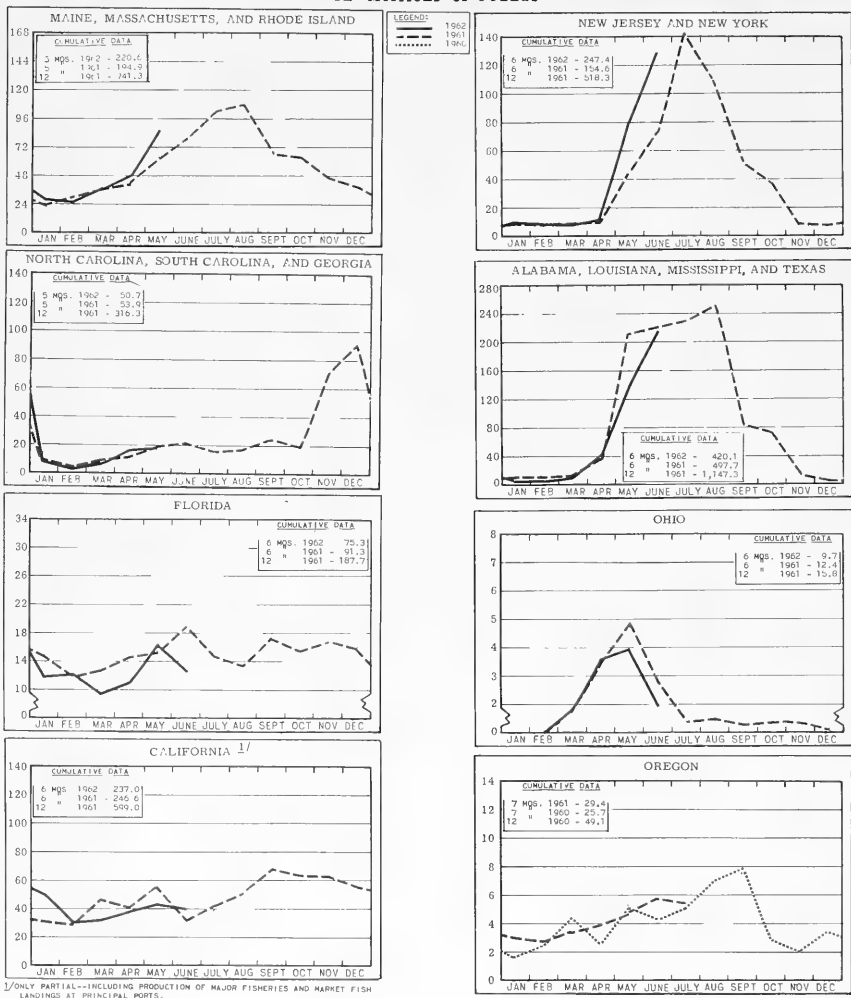 LEGEND:
1962
1961
1960
MAINE, MASSACHUSETTS, AND RHODE ISLAND
168
144
120
96
72
48
24
0
CUMULATIVE DATA
MOS. 1962 - 220.6
" 1961 - 194.9
12 " 1961 - 741.3
JAN FEB MAR APR MAY JUNE JULY AUG SEPT OCT NOV DEC
NEW JERSEY AND NEW YORK
140
120
100
80
60
40
20
0
CUMULATIVE DATA
6 MOS. 1962 - 247.4
6 " 1961 - 154.6
12 " 1961 - 518.3
JAN FEB MAR APR MAY JUNE JULY AUG SEPT OCT NOV DEC
NORTH CAROLINA, SOUTH CAROLINA, AND GEORGIA
140
120
100
80
60
40
20
0
CUMULATIVE DATA
5 MOS. 1962 - 50.7
5 " 1961 - 53.9
12 " 1961 - 316.3
JAN FEB MAR APR MAY JUNE JULY AUG SEPT OCT NOV DEC
ALABAMA, LOUISIANA, MISSISSIPPI, AND TEXAS
280
240
200
160
120
80
40
0
CUMULATIVE DATA
6 MOS. 1962 - 420.1
6 " 1961 - 497.7
12 " 1961 - 1,147.3
JAN FEB MAR APR MAY JUNE JULY AUG SEPT OCT NOV DEC
FLORIDA
34
30
26
22
18
14
10
0
CUMULATIVE DATA
6 MOS. 1962 75.3
6 " 1961 - 91.3
12 " 1961 - 187.7
JAN FEB MAR APR MAY JUNE JULY AUG SEPT OCT NOV DEC
OHIO
8
7
6
5
4
3
2
1
0
CUMULATIVE DATA
6 MOS. 1962 - 9.7
6 " 1961 - 12.4
12 " 1961 - 15.8
JAN FEB MAR APR MAY JUNE JULY AUG SEPT OCT NOV DEC
CALIFORNIA 1/
140
120
100
80
60
40
20
0
CUMULATIVE DATA
6 MOS. 1962 237.0
6 " 1961 - 246.6
12 " 1961 599.0
JAN FEB MAR APR MAY JUNE JULY AUG SEPT OCT NOV DEC
OREGON
14
12
10
8
6
4
2
0
CUMULATIVE DATA
7 MOS. 1961 - 29.4
7 " 1960 - 25.7
12 " 1960 - 49.1
JAN FEB MAR APR MAY JUNE JULY AUG SEPT OCT NOV DEC
1/ONLY PARTIAL--INCLUDING PRODUCTION OF MAJOR FISHERIES AND MARKET FISH
LANDINGS AT PRINCIPAL PORTS.